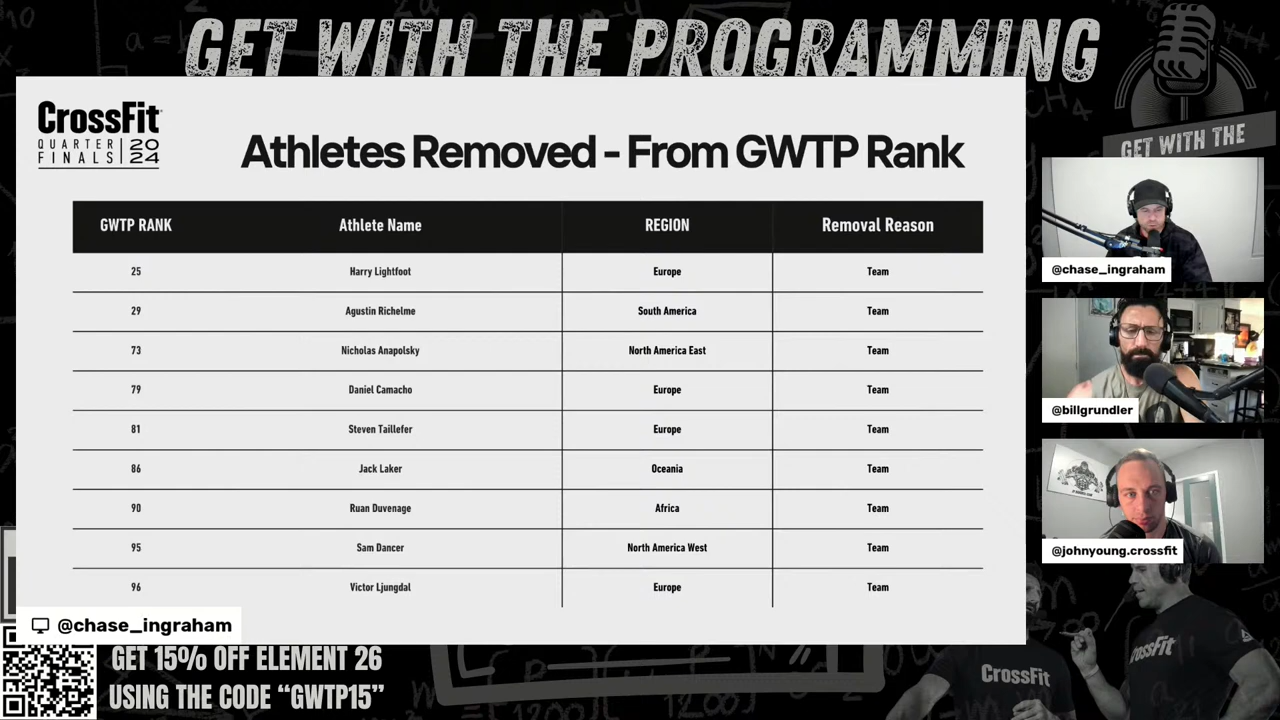 GET WITH THE PROGRAMMING
CrossFit
QUARTER FINALS 2024
Athletes Removed - From GWTP Rank
GWTP RANK Athlete Name REGION Removal Reason
25 Harry Lightfoot Europe Team
29 Agustin Richelme South America Team
73 Nicholas Anapolsky North America East Team
79 Daniel Camacho Europe Team
81 Steven Taillefer Europe Team
86 Jack Laker Oceania Team
90 Ruan Duvenage Africa Team
95 Sam Dancer North America West Team
96 Victor Ljungdal Europe Team
GET WITH THE
@chase_ingraham
@billgrundler
@johnyoung.crossfit
@chase_ingraham
GET 15% OFF ELEMENT 26
USING THE CODE “GWTP15”
CrossFit
CrossFit